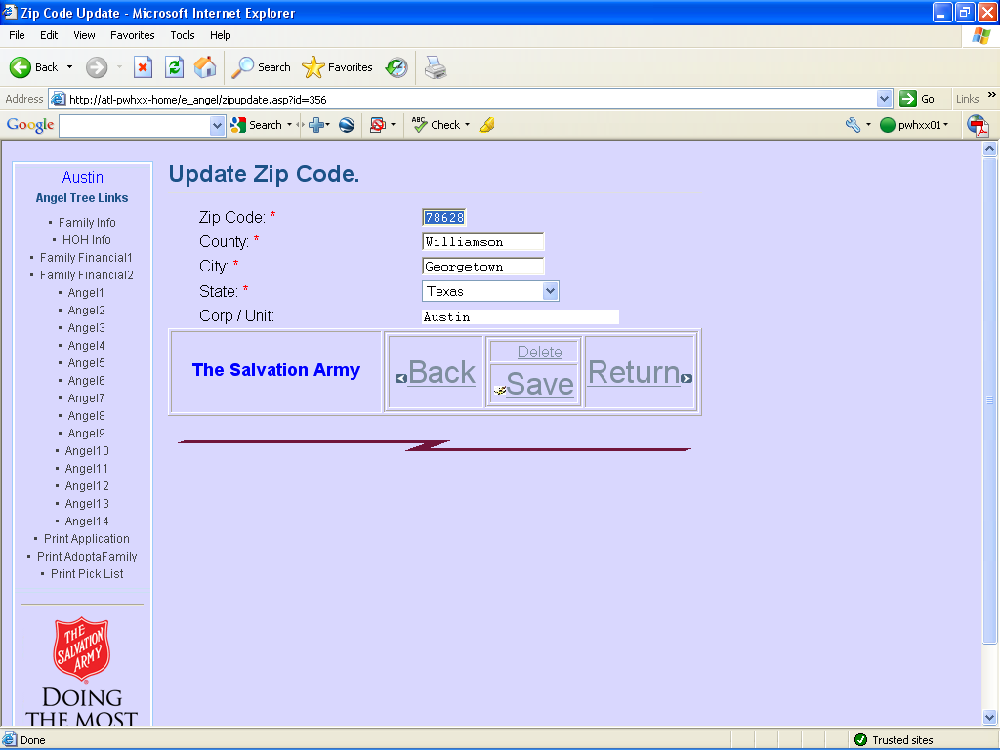 Zip Code Update - Microsoft Internet Explorer
File Edit View Favorites Tools Help
Back Search Favorites
Address http://atl-pwhxx-home/e_angel/zipupdate.asp?id=356 Go Links »
Google Search Check pwhxx01
Austin
Angel Tree Links
Family Info
HOH Info
Family Financial1
Family Financial2
Angel1
Angel2
Angel3
Angel4
Angel5
Angel6
Angel7
Angel8
Angel9
Angel10
Angel11
Angel12
Angel13
Angel14
Print Application
Print AdoptaFamily
Print Pick List
THE
SALVATION
ARMY
DOING
THE MOST
Update Zip Code.
Zip Code: * 78628
County: * Williamson
City: * Georgetown
State: * Texas
Corp / Unit: Austin
The Salvation Army
Back
Delete
Save
Return
Done Trusted sites